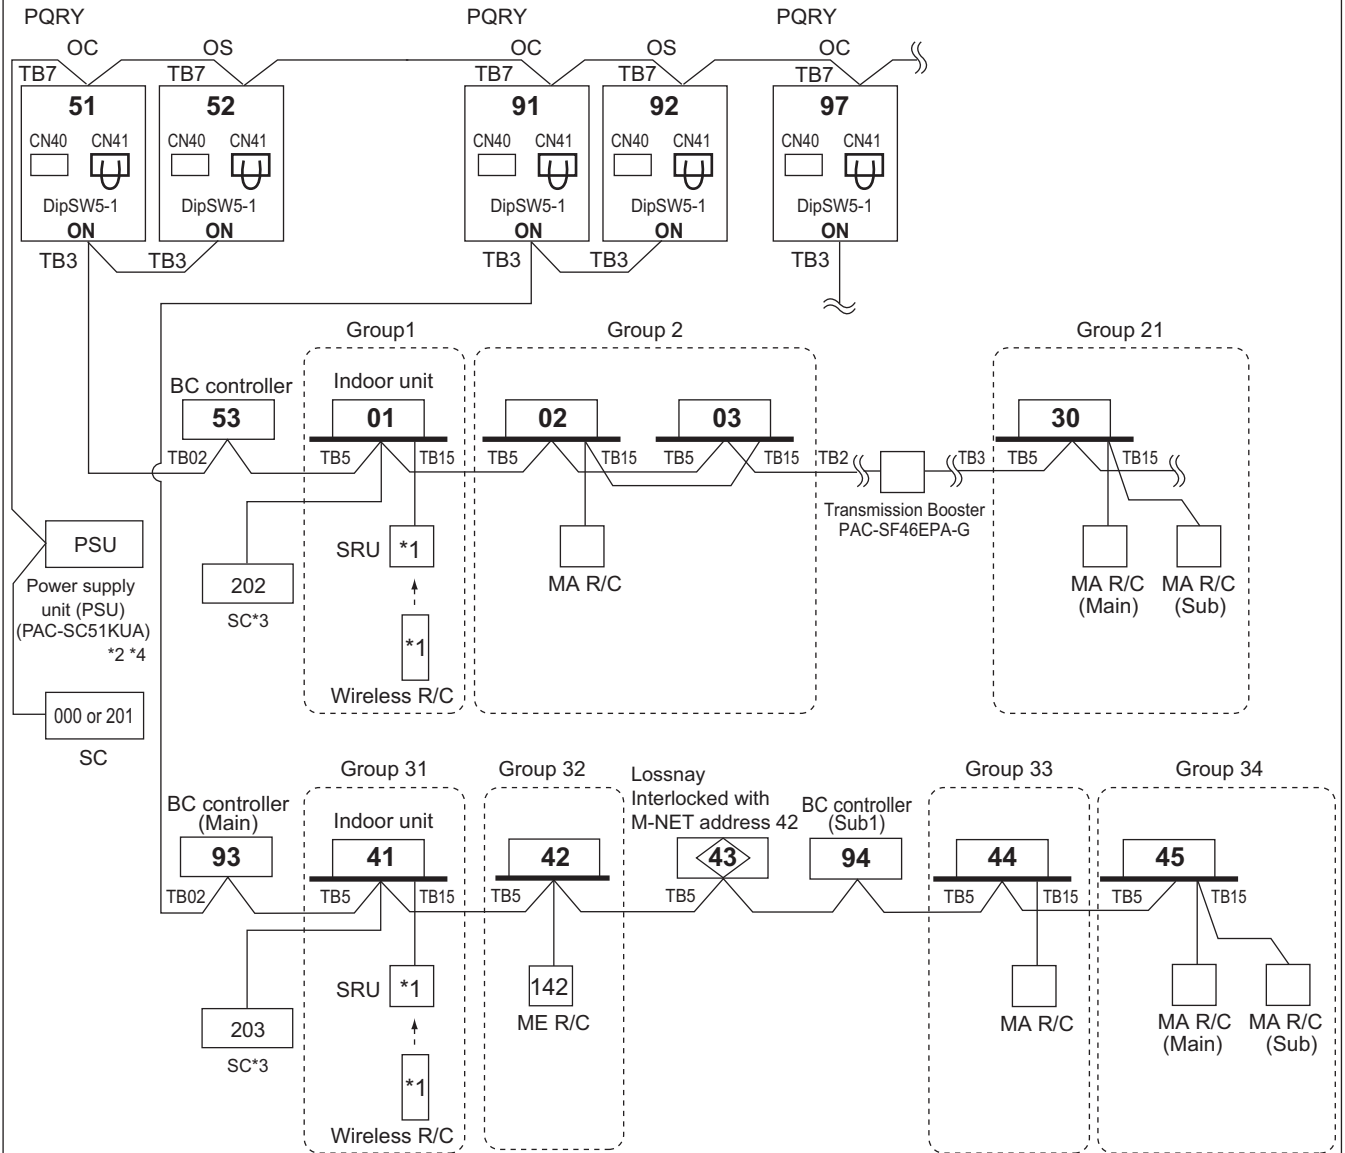 PQRY PQRY PQRY
OC OS OC OS OC
TB7 TB7 TB7 TB7 TB7
51 52 91 92 97
CN40 CN41 CN40 CN41 CN40 CN41 CN40 CN41 CN40 CN41
DipSW5-1 DipSW5-1 DipSW5-1 DipSW5-1 DipSW5-1
ON ON ON ON ON
TB3 TB3 TB3 TB3 TB3
Group1 Group 2 Group 21
BC controller Indoor unit
53 01 02 03 30
TB02 TB5 TB15 TB5 TB15 TB5 TB15 TB2 TB3 TB5 TB15
Transmission Booster
PAC-SF46EPA-G
PSU
SRU *1
202
SC*3
MA R/C
MA R/C
(Main)
MA R/C
(Sub)
Power supply
unit (PSU)
(PAC-SC51KUA)
*2 *4
*1
Wireless R/C
000 or 201
SC
Group 31 Group 32 Group 33 Group 34
Lossnay
Interlocked with
M-NET address 42
BC controller
(Main)
Indoor unit
BC controller
(Sub1)
93 41 42 43 94 44 45
TB02 TB5 TB15 TB5 TB5 TB5 TB15 TB5 TB15
SRU *1
142
ME R/C
203
SC*3
MA R/C
MA R/C
(Main)
MA R/C
(Sub)
*1
Wireless R/C